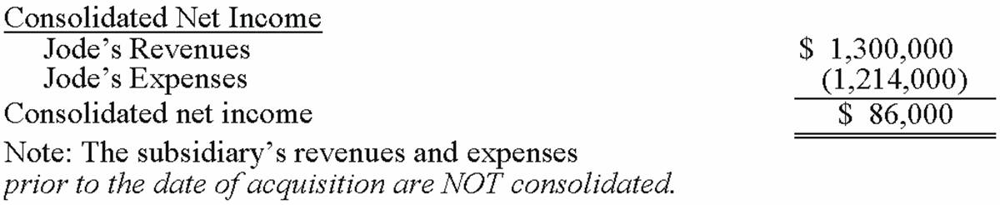 Consolidated Net Income
Jode’s Revenues $ 1,300,000
Jode’s Expenses (1,214,000)
Consolidated net income $ 86,000
Note: The subsidiary’s revenues and expenses
prior to the date of acquisition are NOT consolidated.